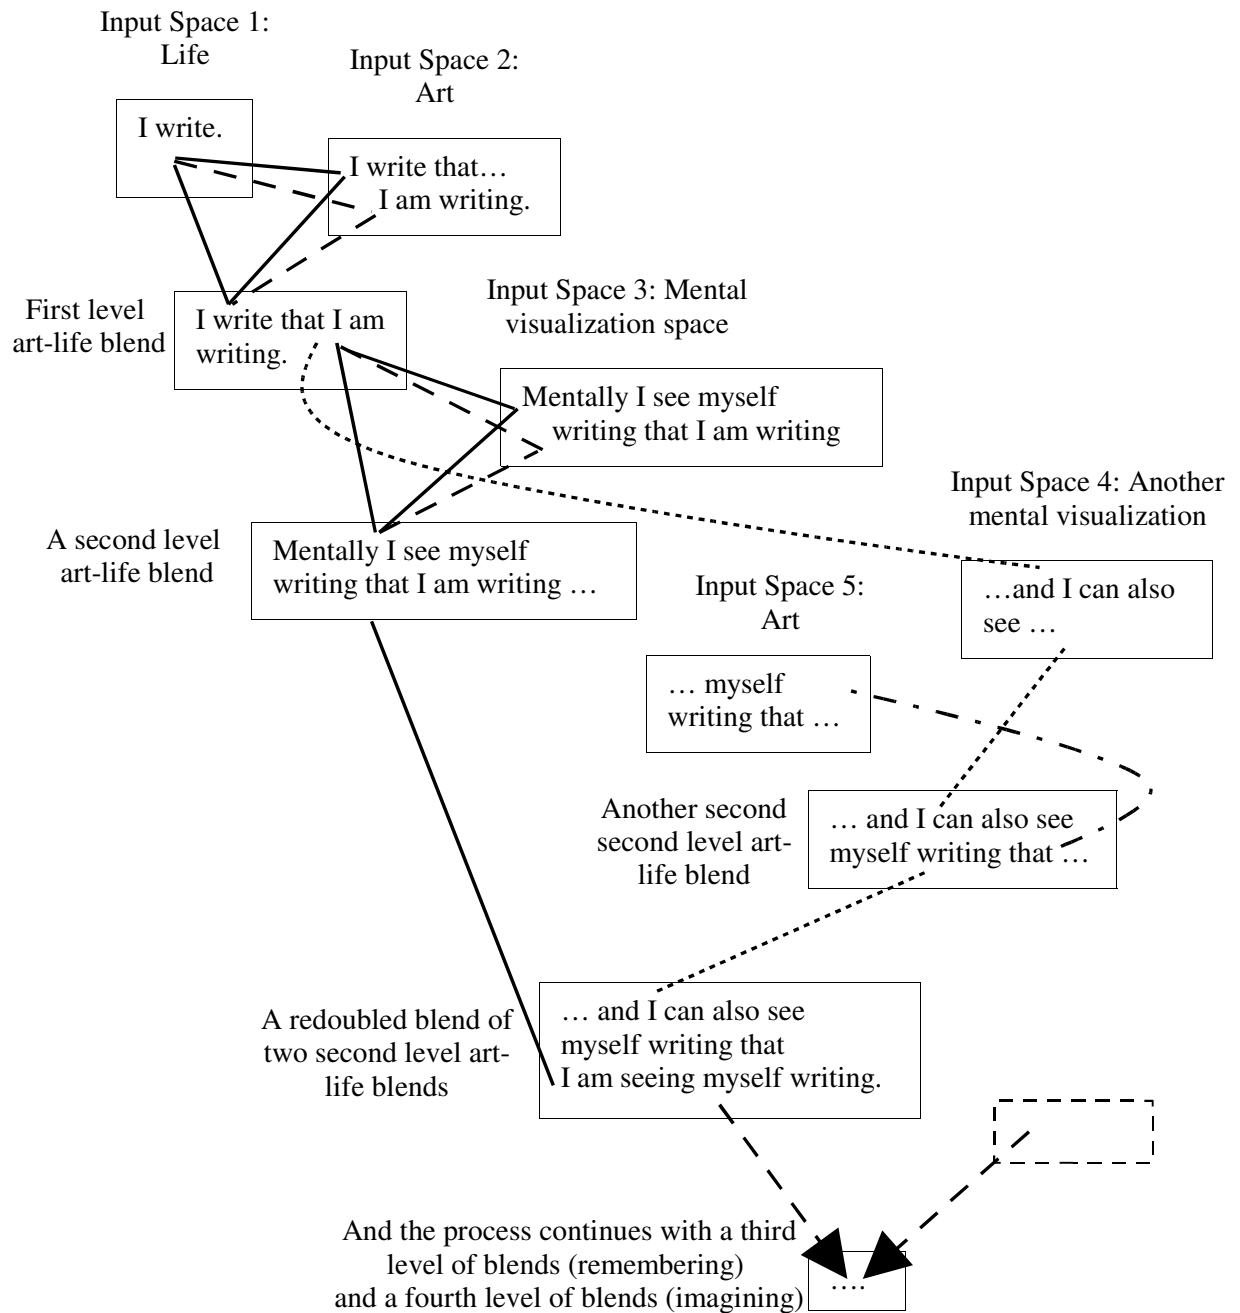 Input Space 1:
Life
Input Space 2:
Art
I write.
I write that…
I am writing.
First level
art-life blend
I write that I am
writing.
Input Space 3: Mental
visualization space
Mentally I see myself
writing that I am writing
A second level
art-life blend
Mentally I see myself
writing that I am writing …
Input Space 4: Another
mental visualization
…and I can also
see …
Input Space 5:
Art
… myself
writing that …
Another second
second level art-
life blend
… and I can also see
myself writing that …
A redoubled blend of
two second level art-
life blends
… and I can also see
myself writing that
I am seeing myself writing.
And the process continues with a third
level of blends (remembering)
and a fourth level of blends (imagining)
….